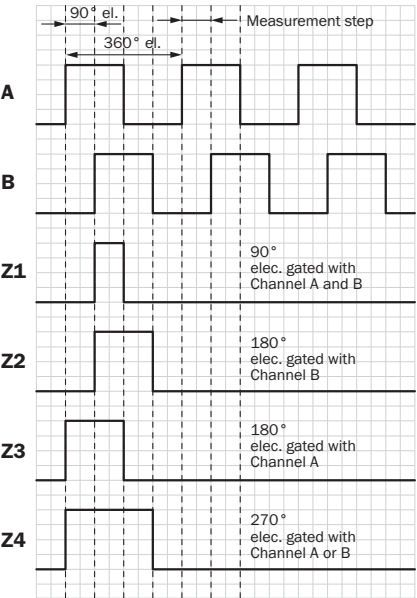 90° el.
Measurement step
360° el.
A
B
Z1
90°
elec. gated with
Channel A and B
Z2
180°
elec. gated with
Channel B
Z3
180°
elec. gated with
Channel A
Z4
270°
elec. gated with
Channel A or B